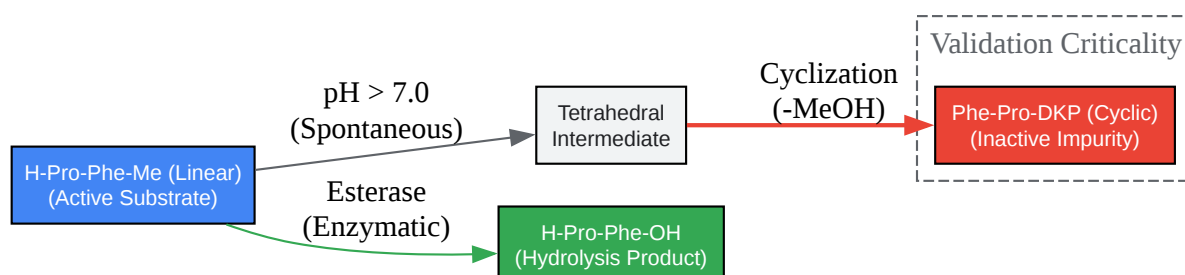 Validation Criticality
Cyclization
(-MeOH)
pH > 7.0
(Spontaneous)
Tetrahedral
Intermediate
Phe-Pro-DKP (Cyclic)
(Inactive Impurity)
H-Pro-Phe-Me (Linear)
(Active Substrate)
Esterase
(Enzymatic)
H-Pro-Phe-OH
(Hydrolysis Product)